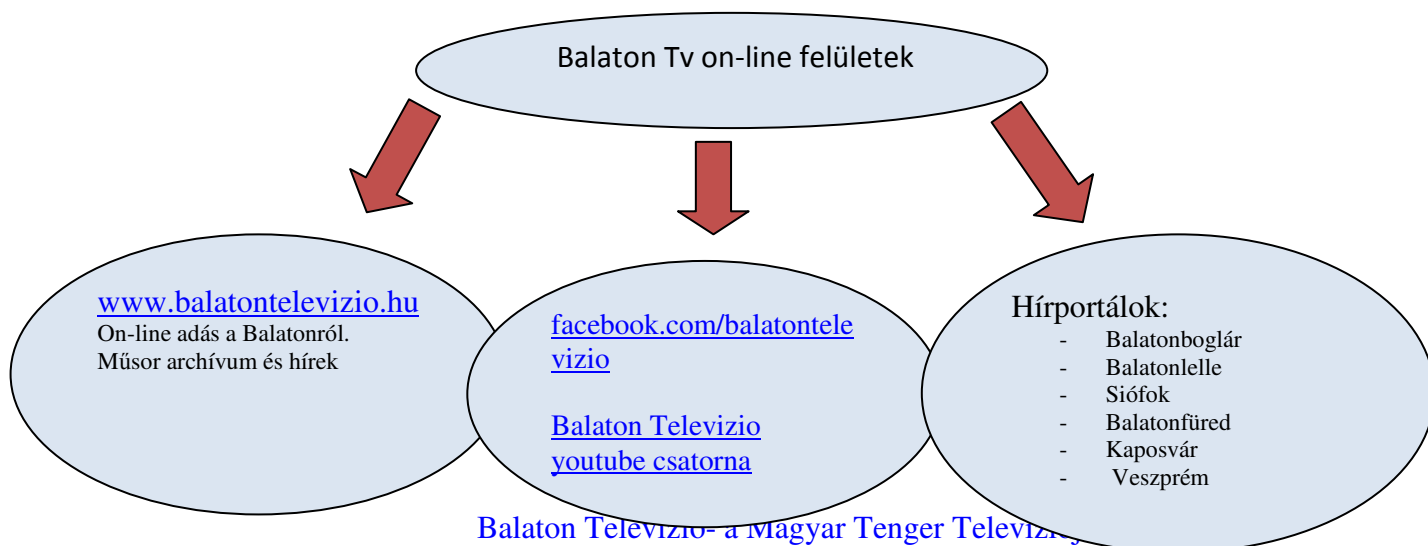 Balaton Tv on-line felületek
www.balatontelevizio.hu
On-line adás a Balatonról.
Műsor archívum és hírek
facebook.com/balatontele
vizio
Balaton Televizio
youtube csatorna
Hírportálok:
- Balatonboglár
- Balatonlelle
- Siófok
- Balatonfüred
- Kaposvár
- Veszprém
Balaton Televízió- a Magyar Tenger